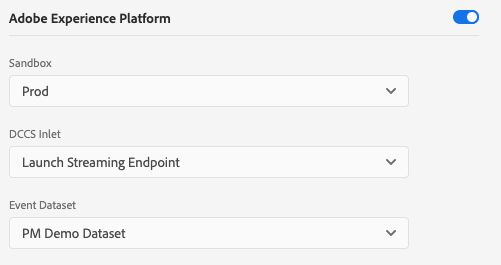 Adobe Experience Platform
Sandbox
Prod
DCCS Inlet
Launch Streaming Endpoint
Event Dataset
PM Demo Dataset